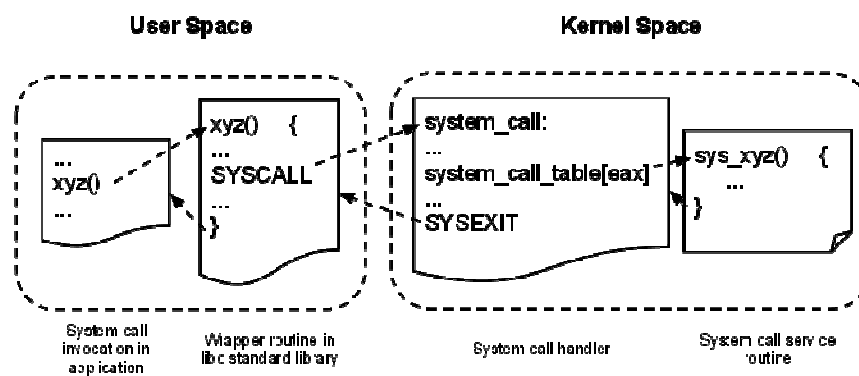 User Space
Kernel Space
...
xyz()
...
xyz() {
...
SYSCALL
...
}
system_call:
...
system_call_table[eax]
...
SYSEXIT
sys_xyz() {
...
}
System call
invocation in
application
Wrapper routine in
libc standard library
System call handler
System call service
routine